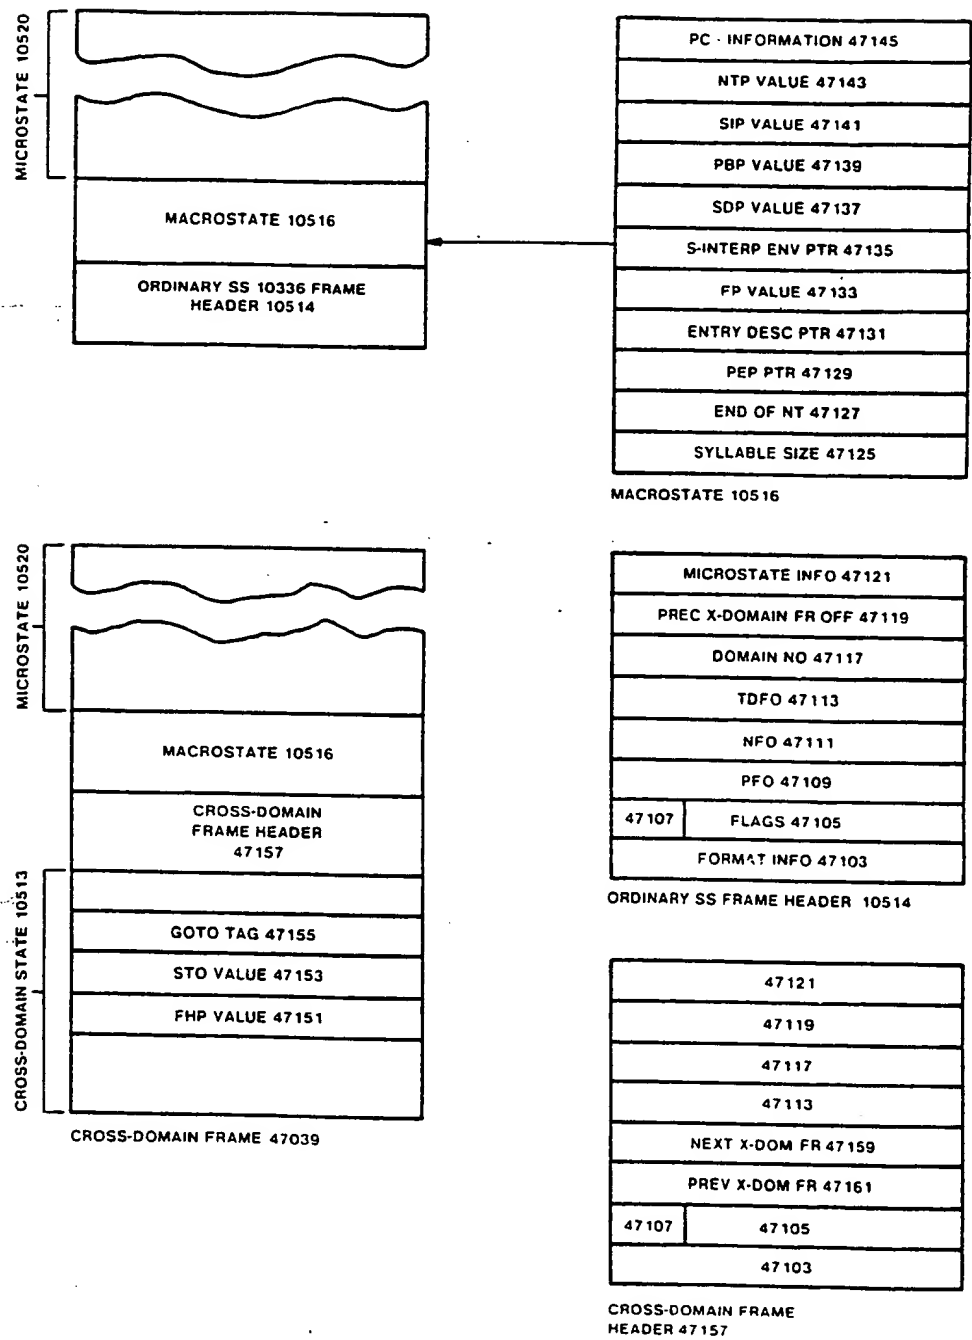 MICROSTATE 10520
MACROSTATE 10516
ORDINARY SS 10336 FRAME
HEADER 10514
PC - INFORMATION 47145
NTP VALUE 47143
SIP VALUE 47141
PBP VALUE 47139
SDP VALUE 47137
S-INTERP ENV PTR 47135
FP VALUE 47133
ENTRY DESC PTR 47131
PEP PTR 47129
END OF NT 47127
SYLLABLE SIZE 47125
MACROSTATE 10516
MICROSTATE 10520
MACROSTATE 10516
CROSS-DOMAIN
FRAME HEADER
47157
CROSS-DOMAIN STATE 10513
GOTO TAG 47155
STO VALUE 47153
FHP VALUE 47151
CROSS-DOMAIN FRAME 47039
MICROSTATE INFO 47121
PREC X-DOMAIN FR OFF 47119
DOMAIN NO 47117
TDFO 47113
NFO 47111
PFO 47109
47107 FLAGS 47105
FORMAT INFO 47103
ORDINARY SS FRAME HEADER 10514
47121
47119
47117
47113
NEXT X-DOM FR 47159
PREV X-DOM FR 47161
47107 47105
47103
CROSS-DOMAIN FRAME
HEADER 47157